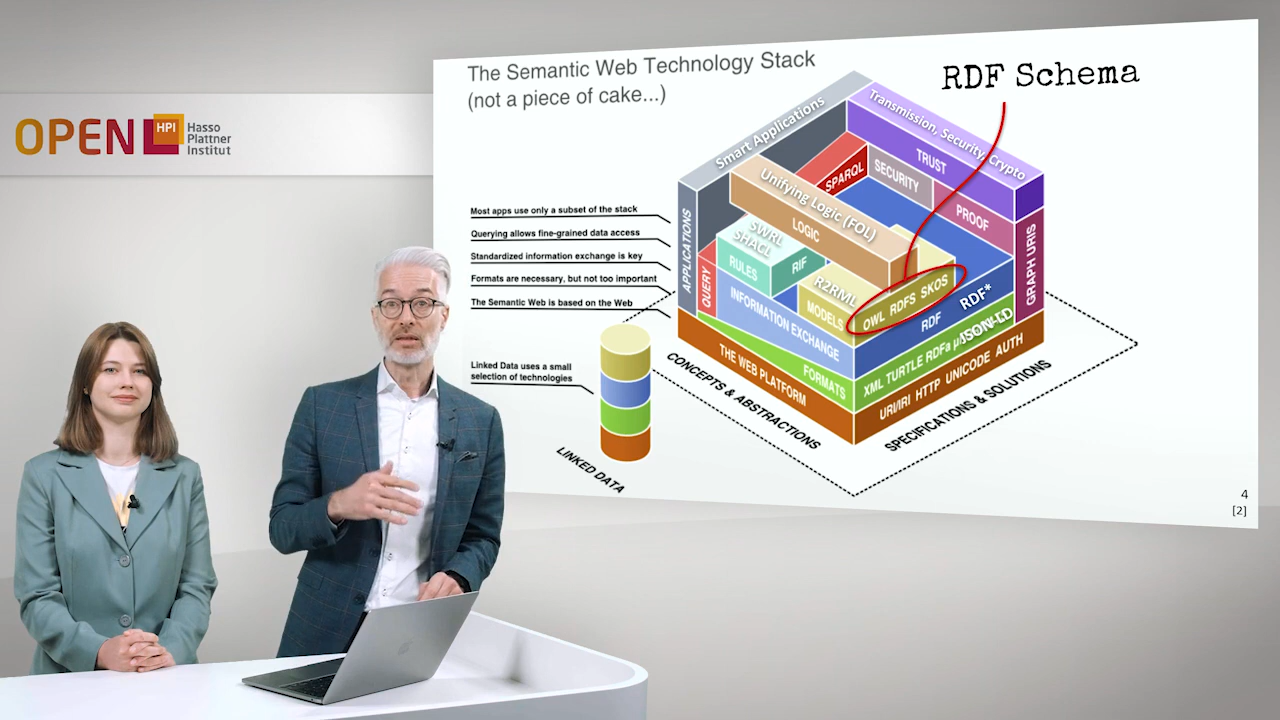 OPEN
HPI
Hasso
Plattner
Institut
The Semantic Web Technology Stack
(not a piece of cake...)
RDF Schema
Most apps use only a subset of the stack
Querying allows fine-grained data access
Standardized information exchange is key
Formats are necessary, but not too important
The Semantic Web is based on the Web
Linked Data uses a small
selection of technologies
LINKED DATA
Smart Applications
Transmission, Security, Crypto
TRUST
SPARQL
SECURITY
PROOF
Unifying Logic (FOL)
LOGIC
APPLICATIONS
SWRL
SHACL
RULES
RIF
QUERY
R2RML
MODELS
OWL RDFS SKOS
GRAPH URIS
INFORMATION EXCHANGE
RDF
RDF*
FORMATS
XML TURTLE RDFa
JSON-LD
THE WEB PLATFORM
URI/IRI HTTP UNICODE AUTH
CONCEPTS & ABSTRACTIONS
SPECIFICATIONS & SOLUTIONS
4
[2]